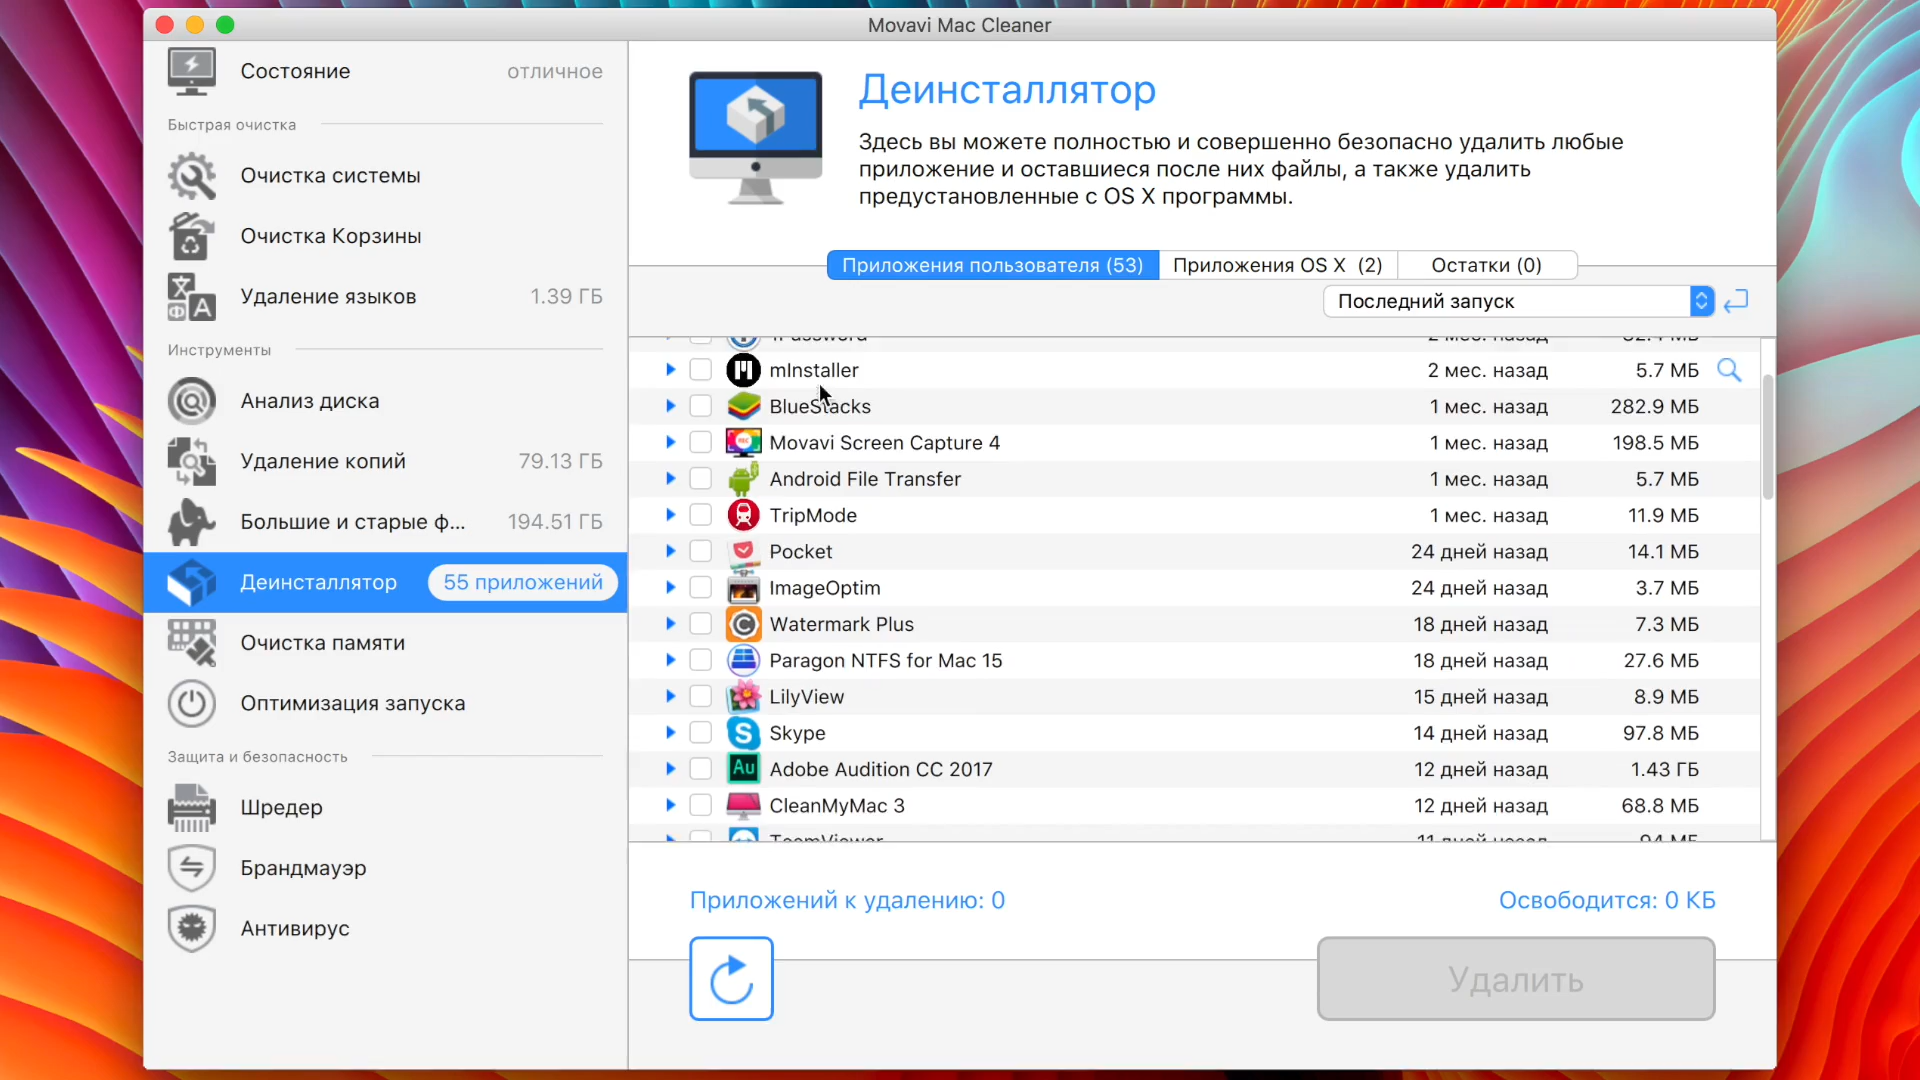 Movavi Mac Cleaner
Состояние отличное
Быстрая очистка
Очистка системы
Очистка Корзины
Удаление языков 1.39 ГБ
Инструменты
Анализ диска
Удаление копий 79.13 ГБ
Большие и старые ф... 194.51 ГБ
Деинсталлятор 55 приложений
Очистка памяти
Оптимизация запуска
Защита и безопасность
Шредер
Брандмауэр
Антивирус
Деинсталлятор
Здесь вы можете полностью и совершенно безопасно удалить любые
приложение и оставшиеся после них файлы, а также удалить
предустановленные с OS X программы.
Приложения пользователя (53) Приложения OS X (2) Остатки (0)
Последний запуск
mInstaller 2 мес. назад 5.7 МБ
BlueStacks 1 мес. назад 282.9 МБ
Movavi Screen Capture 4 1 мес. назад 198.5 МБ
Android File Transfer 1 мес. назад 5.7 МБ
TripMode 1 мес. назад 11.9 МБ
Pocket 24 дней назад 14.1 МБ
ImageOptim 24 дней назад 3.7 МБ
Watermark Plus 18 дней назад 7.3 МБ
Paragon NTFS for Mac 15 18 дней назад 27.6 МБ
LilyView 15 дней назад 8.9 МБ
Skype 14 дней назад 97.8 МБ
Adobe Audition CC 2017 12 дней назад 1.43 ГБ
CleanMyMac 3 12 дней назад 68.8 МБ
TeamViewer 11 дней назад 94 МБ
Приложений к удалению: 0 Освободится: 0 КБ
Удалить